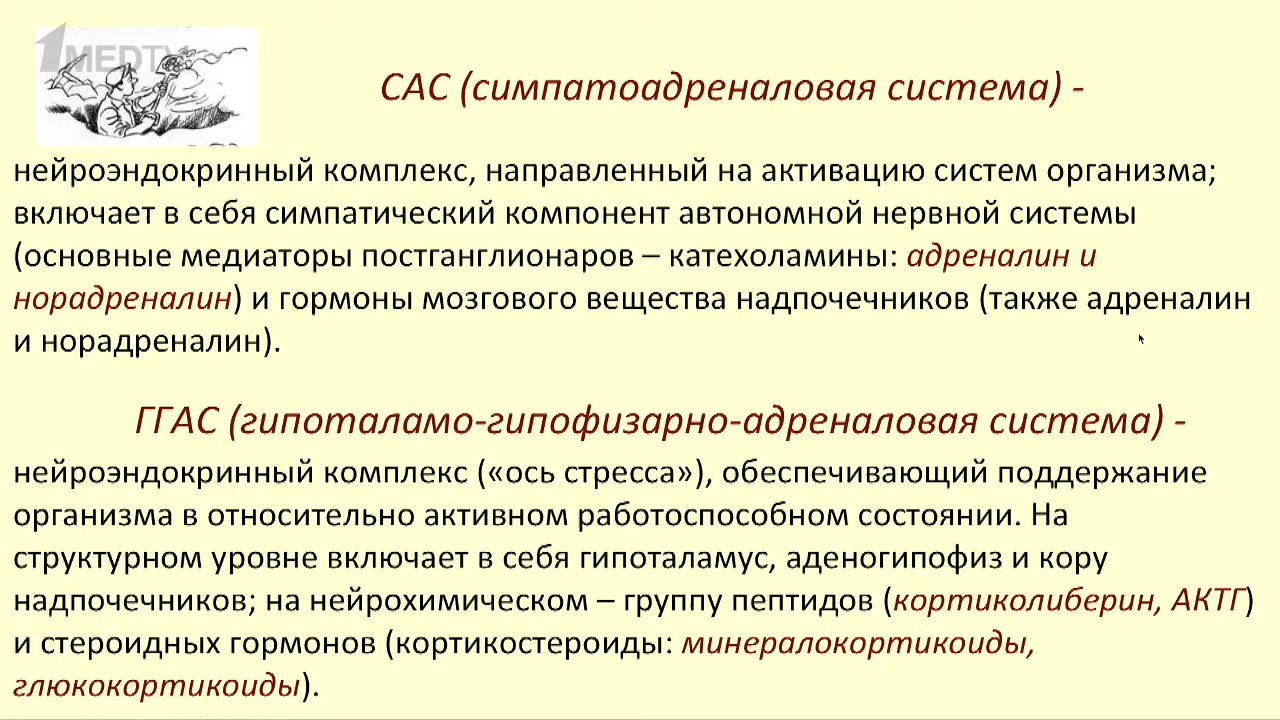 1MEDTV
САС (симпатоадреналовая система) -
нейроэндокринный комплекс, направленный на активацию систем организма;
включает в себя симпатический компонент автономной нервной системы
(основные медиаторы постганглионаров – катехоламины: адреналин и
норадреналин) и гормоны мозгового вещества надпочечников (также адреналин
и норадреналин).
ГГАС (гипоталамо-гипофизарно-адреналовая система) -
нейроэндокринный комплекс («ось стресса»), обеспечивающий поддержание
организма в относительно активном работоспособном состоянии. На
структурном уровне включает в себя гипоталамус, аденогипофиз и кору
надпочечников; на нейрохимическом – группу пептидов (кортиколиберин, АКТГ)
и стероидных гормонов (кортикостероиды: минералокортикоиды,
глюкокортикоиды).